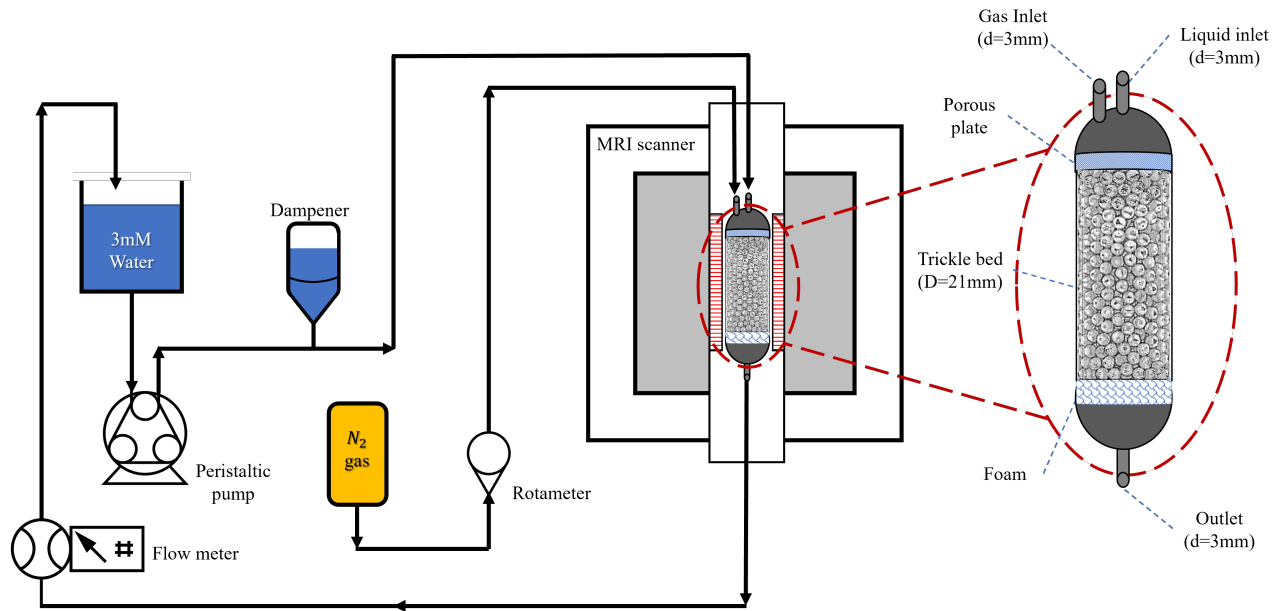 Gas Inlet
(d=3mm)
Liquid inlet
(d=3mm)
Porous
plate
MRI scanner
Dampener
3mM
Water
Trickle bed
(D=21mm)
N₂
gas
Peristaltic
pump
Rotameter
Foam
Outlet
(d=3mm)
Flow meter
#